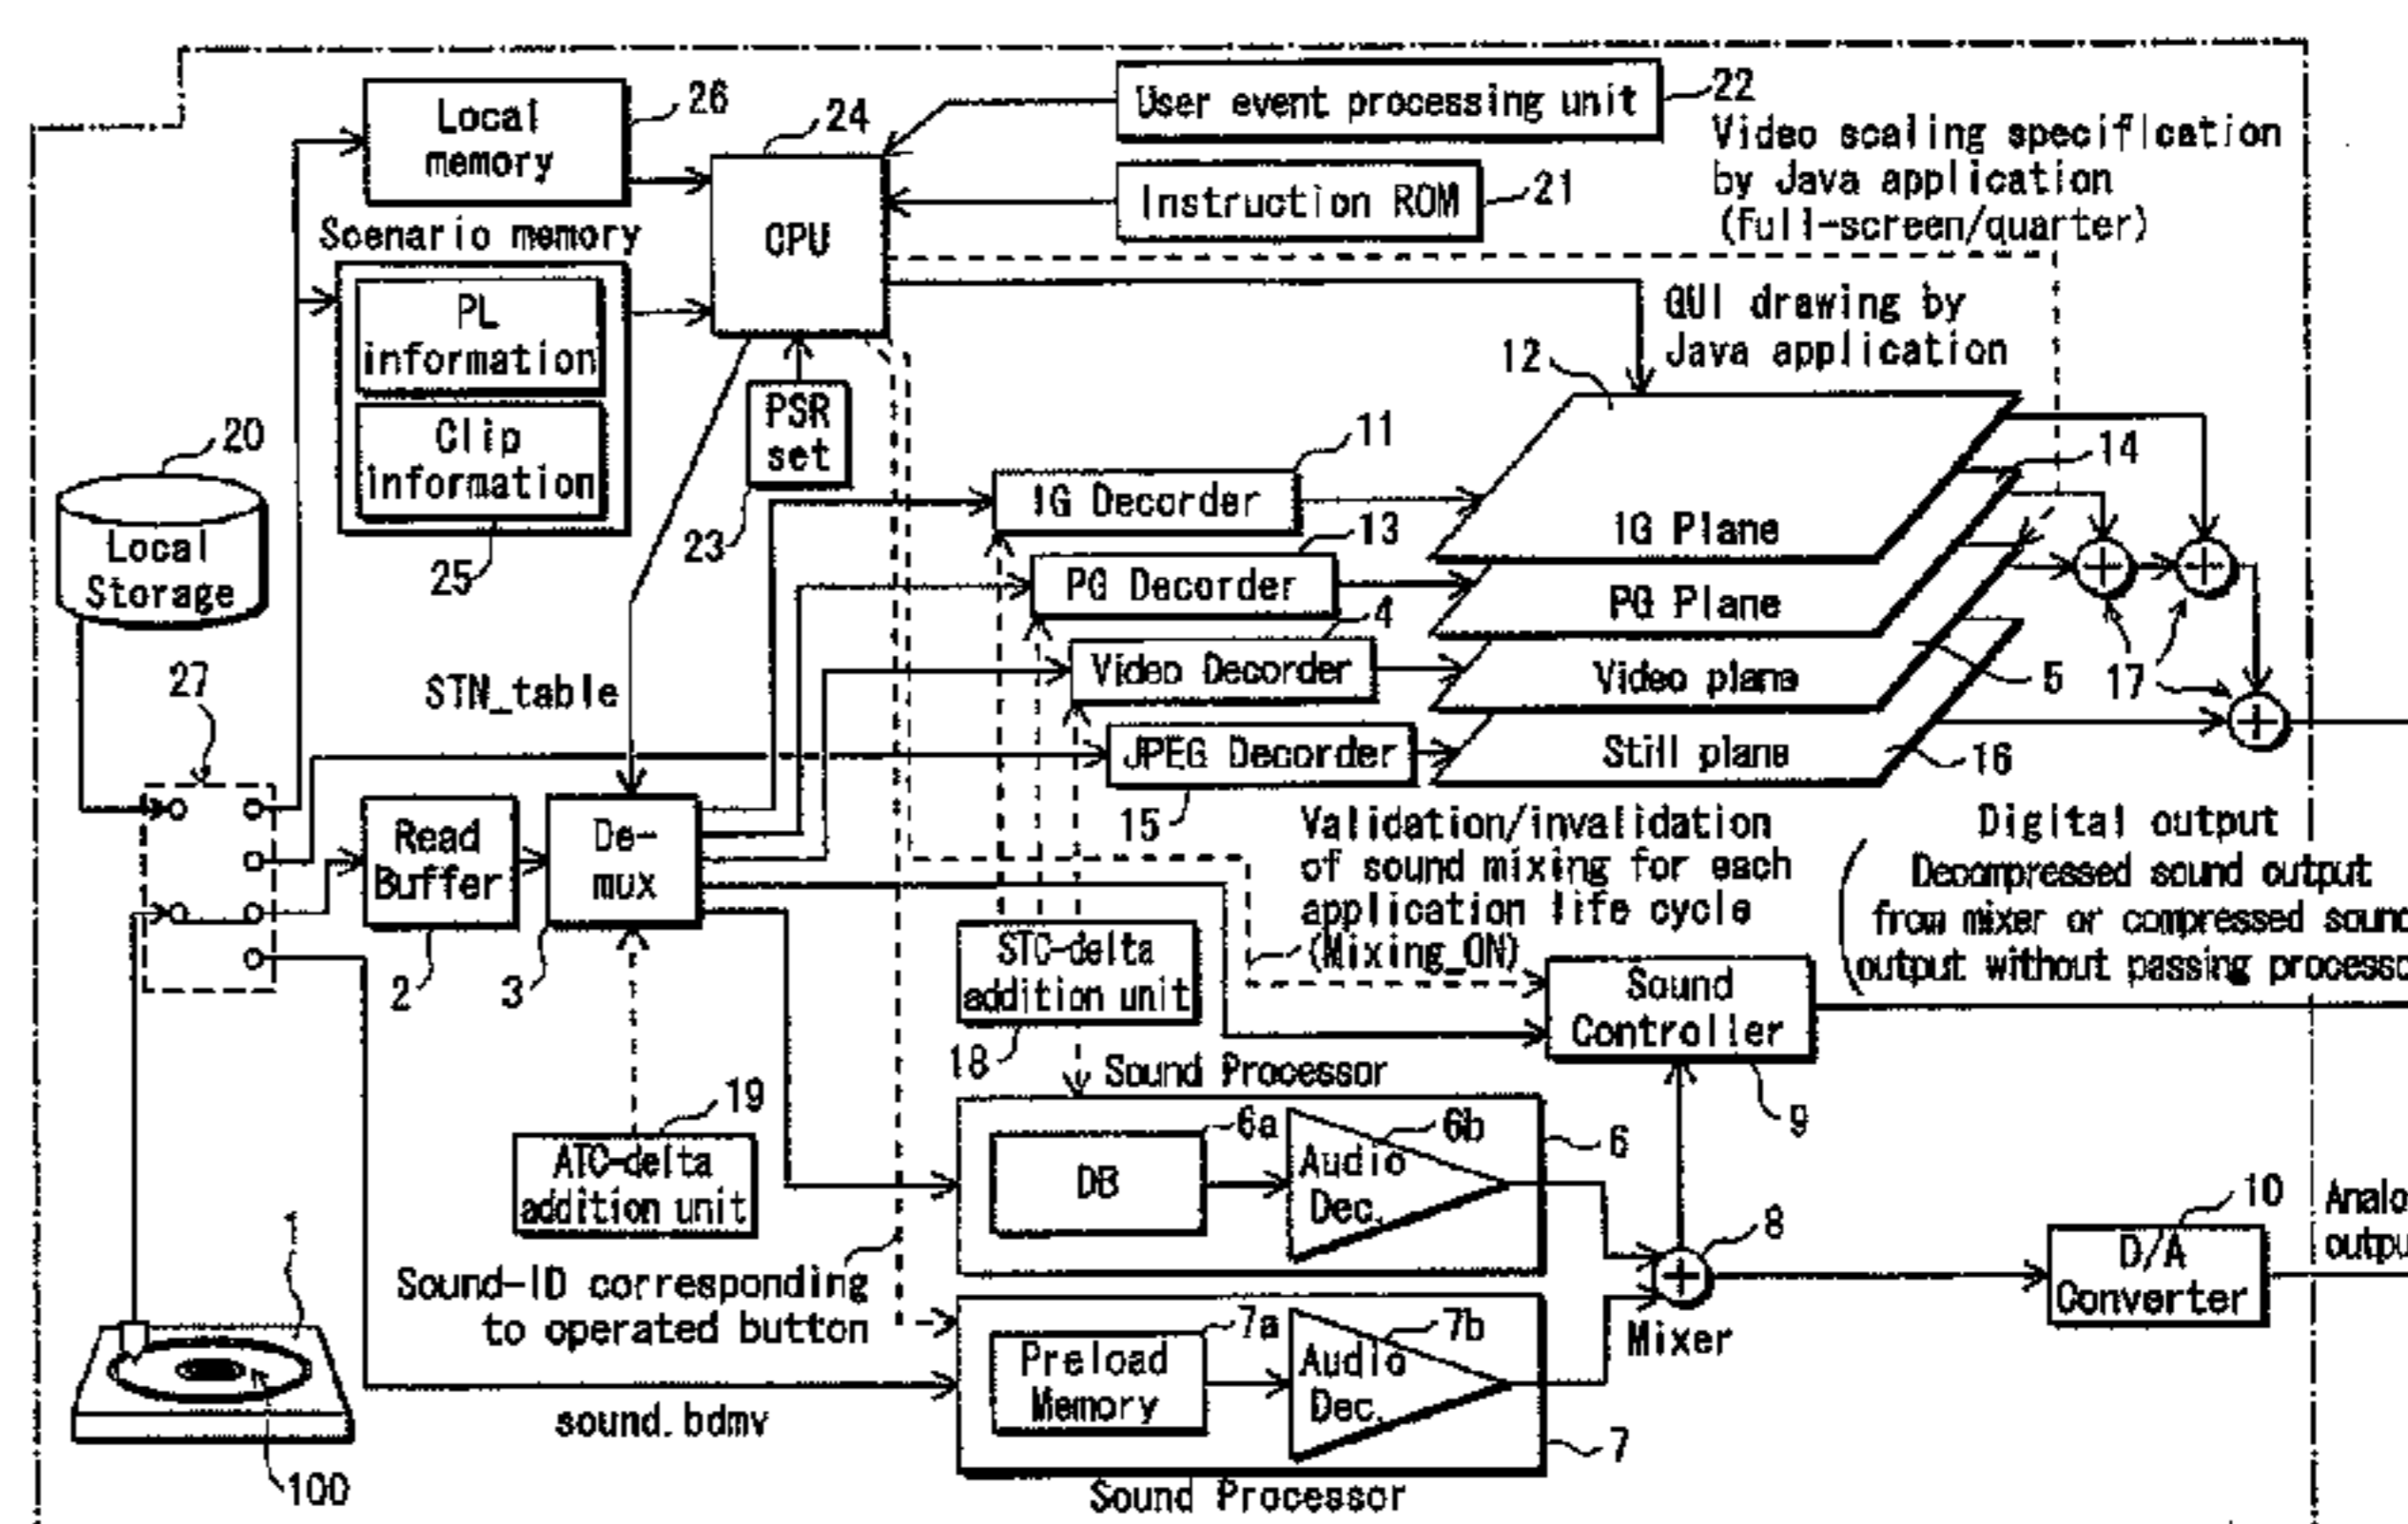 Local
memory
26
24
User event processing unit
22
Video scaling specification
by Java application
(full-screen/quarter)
Instruction ROM
21
CPU
Scenario memory
PL
information
Clip
information
25
PSR
set
23
GUI drawing by
Java application
12
20
Local
Storage
11
IG Decorder
IG Plane
14
13
PG Decorder
PG Plane
4
Video Decorder
Video plane
5
17
JPEG Decorder
15
Still plane
16
STN_table
27
Read
Buffer
2
De-
mux
3
Validation/invalidation
of sound mixing for each
application life cycle
(Mixing_ON)
Digital output
Decompressed sound output
from mixer or compressed sound
output without passing
STC-delta
addition unit
18
Sound
Controller
9
ATC-delta
addition unit
19
Sound Processor
6a
DB
6b
Audio
Dec.
6
8
Mixer
10
D/A
Converter
Sound-ID corresponding
to operated button
1
100
sound.bdmv
7a
Preload
Memory
7b
Audio
Dec.
7
Sound Processor